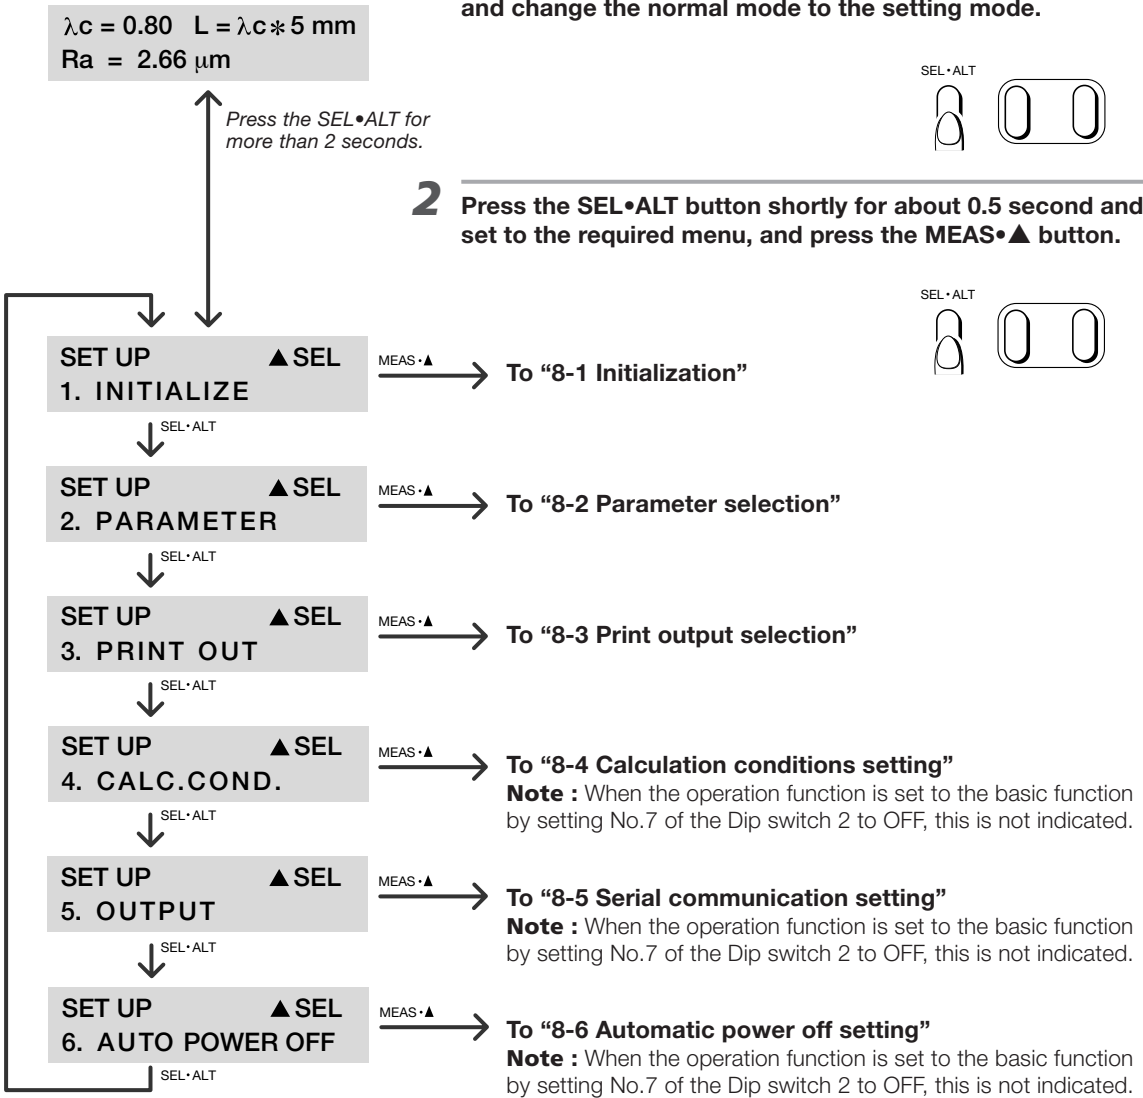 and change the normal mode to the setting mode.
λc = 0.80 L = λc∗5 mm
Ra = 2.66 μm
SEL•ALT
Press the SEL•ALT for
more than 2 seconds.
2 Press the SEL•ALT button shortly for about 0.5 second and
set to the required menu, and press the MEAS•▲ button.
SEL•ALT
SET UP ▲SEL
1. INITIALIZE
MEAS•▲
To “8-1 Initialization”
SEL•ALT
SET UP ▲SEL
2. PARAMETER
MEAS•▲
To “8-2 Parameter selection”
SEL•ALT
SET UP ▲SEL
3. PRINT OUT
MEAS•▲
To “8-3 Print output selection”
SEL•ALT
SET UP ▲SEL
4. CALC.COND.
MEAS•▲
To “8-4 Calculation conditions setting”
Note : When the operation function is set to the basic function
by setting No.7 of the Dip switch 2 to OFF, this is not indicated.
SEL•ALT
SET UP ▲SEL
5. OUTPUT
MEAS•▲
To “8-5 Serial communication setting”
Note : When the operation function is set to the basic function
by setting No.7 of the Dip switch 2 to OFF, this is not indicated.
SEL•ALT
SET UP ▲SEL
6. AUTO POWER OFF
MEAS•▲
To “8-6 Automatic power off setting”
Note : When the operation function is set to the basic function
by setting No.7 of the Dip switch 2 to OFF, this is not indicated.
SEL•ALT